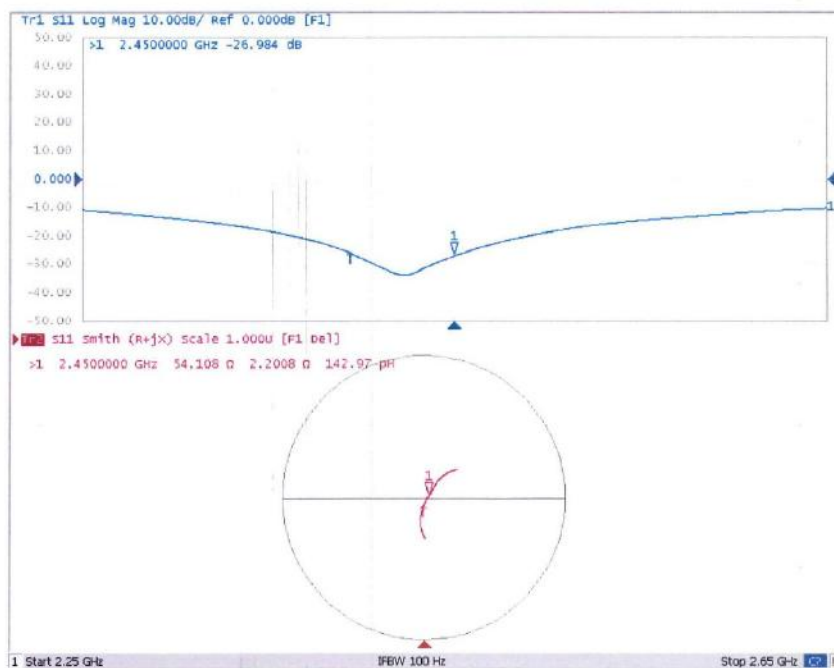 Tr1 S11 Log Mag 10.00dB/ Ref 0.000dB [F1]
50.00
>1 2.4500000 GHz -26.984 dB
40.00
30.00
20.00
10.00
0.000
-10.00
1
-20.00
1
-30.00
-40.00
-50.00
Tr2 S11 Smith (R+jX) Scale 1.000U [F1 Del]
>1 2.4500000 GHz 54.108 Ω 2.2008 Ω 142.97 pH
1
1 Start 2.25 GHz IFBW 100 Hz Stop 2.65 GHz